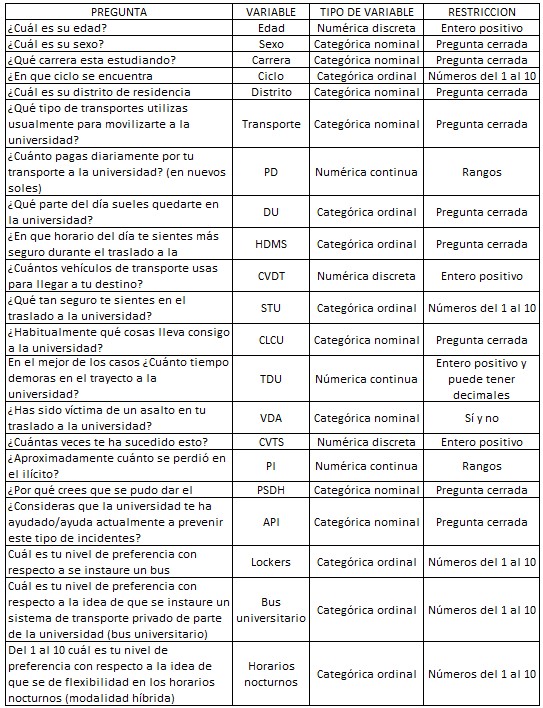 PREGUNTA VARIABLE TIPO DE VARIABLE RESTRICCION
¿Cuál es su edad? Edad Numérica discreta Entero positivo
¿Cuál es su sexo? Sexo Categórica nominal Pregunta cerrada
¿Qué carrera esta estudiando? Carrera Categórica nominal Pregunta cerrada
¿En que ciclo se encuentra Ciclo Categórica ordinal Números del 1 al 10
¿Cuál es su distrito de residencia Distrito Categórica nominal Pregunta cerrada
¿Qué tipo de transportes utilizas
usualmente para movilizarte a la
universidad?
Transporte Categórica nominal Pregunta cerrada
¿Cuánto pagas diariamente por tu
transporte a la universidad? (en nuevos
soles)
PD Numérica continua Rangos
¿Qué parte del día sueles quedarte en
la universidad?
DU Categórica ordinal Pregunta cerrada
¿En que horario del día te sientes más
seguro durante el traslado a la
HDMS Categórica ordinal Pregunta cerrada
¿Cuántos vehículos de transporte usas
para llegar a tu destino?
CVDT Numérica discreta Entero positivo
¿Qué tan seguro te sientes en el
traslado a la universidad?
STU Categórica ordinal Números del 1 al 10
¿Habitualmente qué cosas lleva consigo
a la universidad?
CLCU Categórica nominal Pregunta cerrada
En el mejor de los casos ¿Cuánto tiempo
demoras en el trayecto a la
universidad?
TDU Númerica continua
Entero positivo y
puede tener
decimales
¿Has sido víctima de un asalto en tu
traslado a la universidad?
VDA Categórica nominal Sí y no
¿Cuántas veces te ha sucedido esto? CVTS Numérica discreta Entero positivo
¿Aproximadamente cuánto se perdió en
el ilícito?
PI Numérica continua Rangos
¿Por qué crees que se pudo dar el PSDH Categórica nominal Pregunta cerrada
¿Consideras que la universidad te ha
ayudado/ayuda actualmente a prevenir
este tipo de incidentes?
API Categórica nominal Pregunta cerrada
Cuál es tu nivel de preferencia con
respecto a se instaure un bus
Lockers Categórica ordinal Números del 1 al 10
Cuál es tu nivel de preferencia con
respecto a la idea de que se instaure un
sistema de transporte privado de parte
de la universidad (bus universitario)
Bus
universitario
Categórica ordinal Números del 1 al 10
Del 1 al 10 cuál es tu nivel de
preferencia con respecto a la idea de
que se de flexibilidad en los horarios
nocturnos (modalidad híbrida)
Horarios
nocturnos
Categórica ordinal Números del 1 al 10